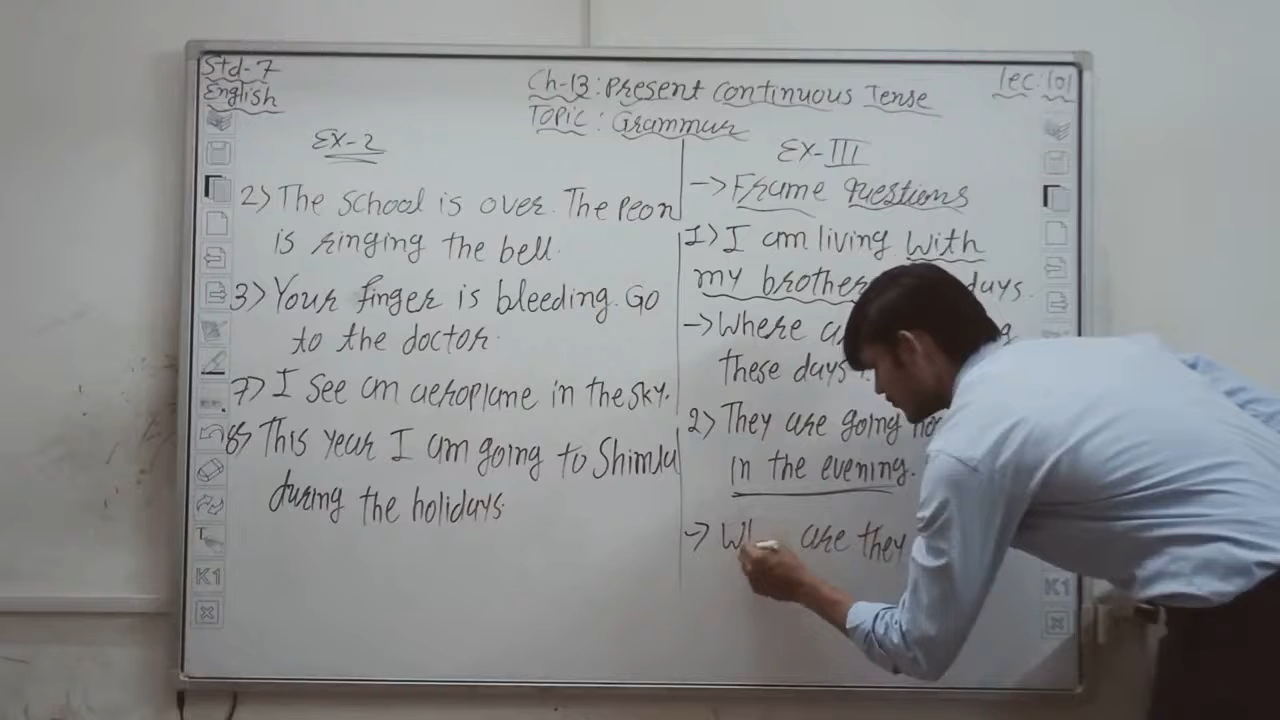 Std-7
English
Ch-13: Present Continuous Tense
Topic: Grammar
lec: 101
Ex-2
2) The School is over. The Peon
is ringing the bell.
3) Your finger is bleeding. Go
to the doctor.
7) I see an aeroplane in the sky.
8) This year I am going to Shimla
during the holidays.
Ex-III
-> Frame questions
1) I am living with
my brother days.
-> Where
these days
2) They are going
in the evening.
-> are they
K1
K1